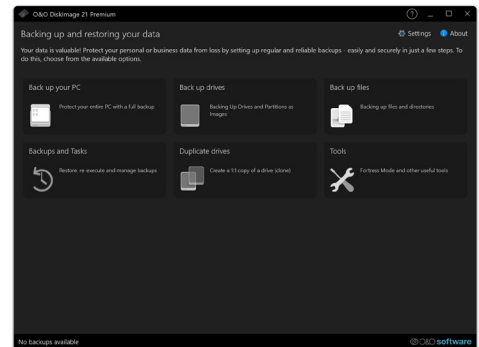 O&O DiskImage 21 Premium
Backing up and restoring your data
Settings
About
Your data is valuable! Protect your personal or business data from loss by setting up regular and reliable backups - easily and securely in just a few steps. To
do this, choose from the available options.
Back up your PC
Protect your entire PC with a full backup
Back up drives
Backing Up Drives and Partitions as
Images
Back up files
Backing up files and directories
Backups and Tasks
Restore, re-execute and manage backups
Duplicate drives
Create a 1:1 copy of a drive (clone)
Tools
Fortress Mode and other useful tools
No backups available
O&O software